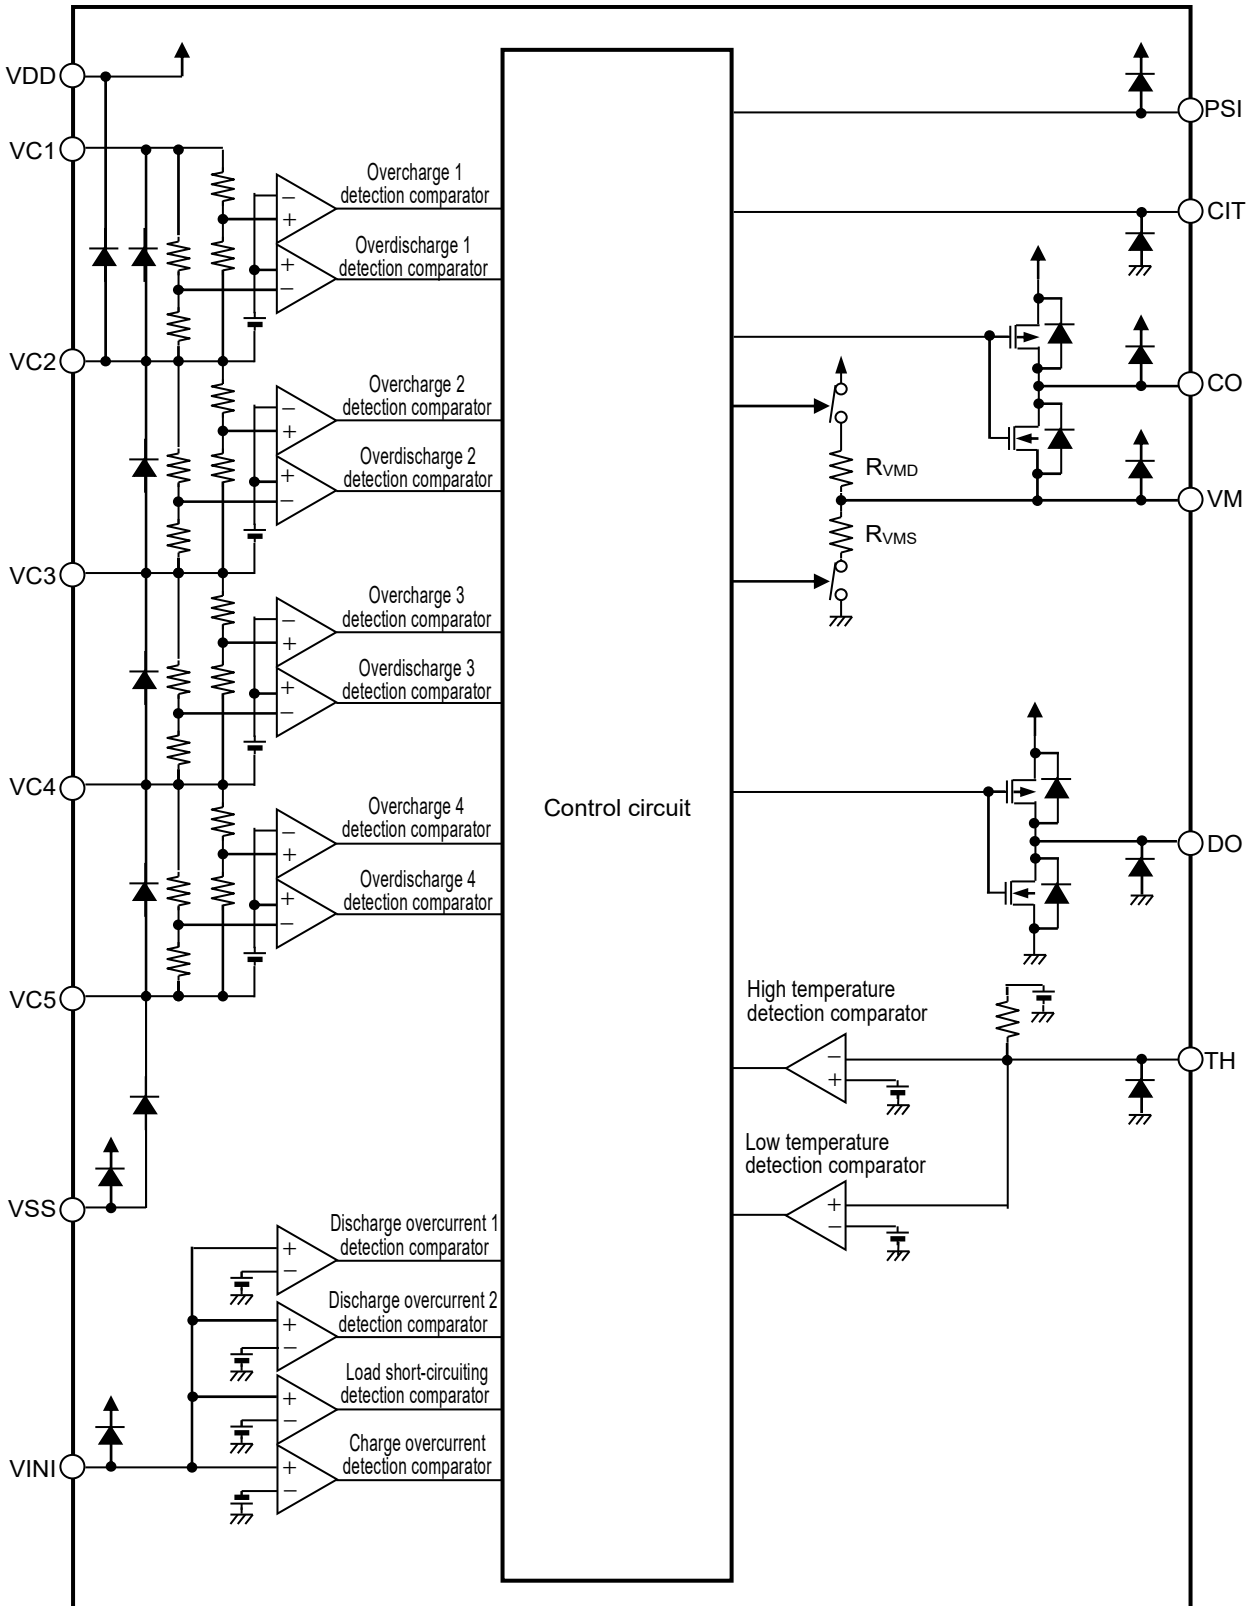 VDD
VC1
VC2
VC3
VC4
VC5
VSS
VINI
Overcharge 1
detection comparator
−
+
Overdischarge 1
detection comparator
+
−
Overcharge 2
detection comparator
−
+
Overdischarge 2
detection comparator
+
−
Overcharge 3
detection comparator
−
+
Overdischarge 3
detection comparator
+
−
Overcharge 4
detection comparator
−
+
Overdischarge 4
detection comparator
+
−
Discharge overcurrent 1
detection comparator
+
−
Discharge overcurrent 2
detection comparator
+
−
Load short-circuiting
detection comparator
+
−
Charge overcurrent
detection comparator
+
−
Control circuit
PSI
CIT
CO
RVMD
VM
RVMS
DO
High temperature
detection comparator
−
+
TH
Low temperature
detection comparator
+
−